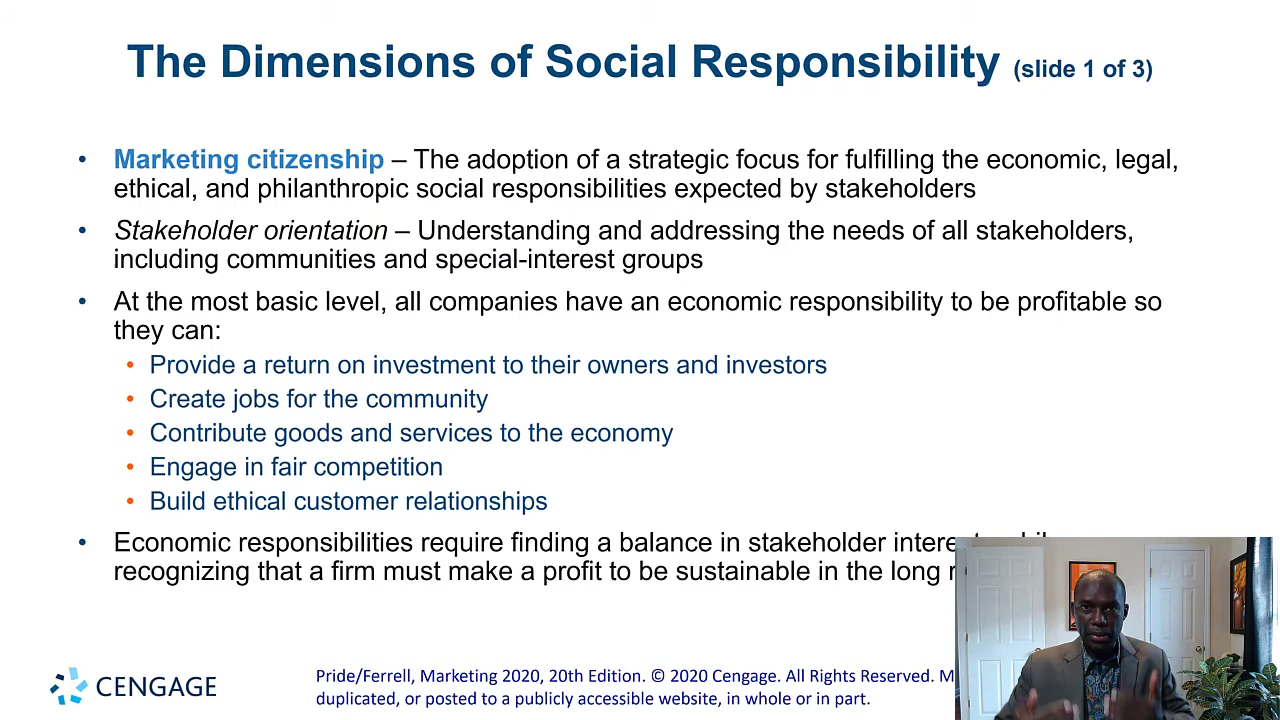 The Dimensions of Social Responsibility (slide 1 of 3)
• Marketing citizenship – The adoption of a strategic focus for fulfilling the economic, legal,
ethical, and philanthropic social responsibilities expected by stakeholders
• Stakeholder orientation – Understanding and addressing the needs of all stakeholders,
including communities and special-interest groups
• At the most basic level, all companies have an economic responsibility to be profitable so
they can:
• Provide a return on investment to their owners and investors
• Create jobs for the community
• Contribute goods and services to the economy
• Engage in fair competition
• Build ethical customer relationships
• Economic responsibilities require finding a balance in stakeholder
recognizing that a firm must make a profit to be sustainable in the long
CENGAGE
Pride/Ferrell, Marketing 2020, 20th Edition. © 2020 Cengage. All Rights Reserved.
duplicated, or posted to a publicly accessible website, in whole or in part.